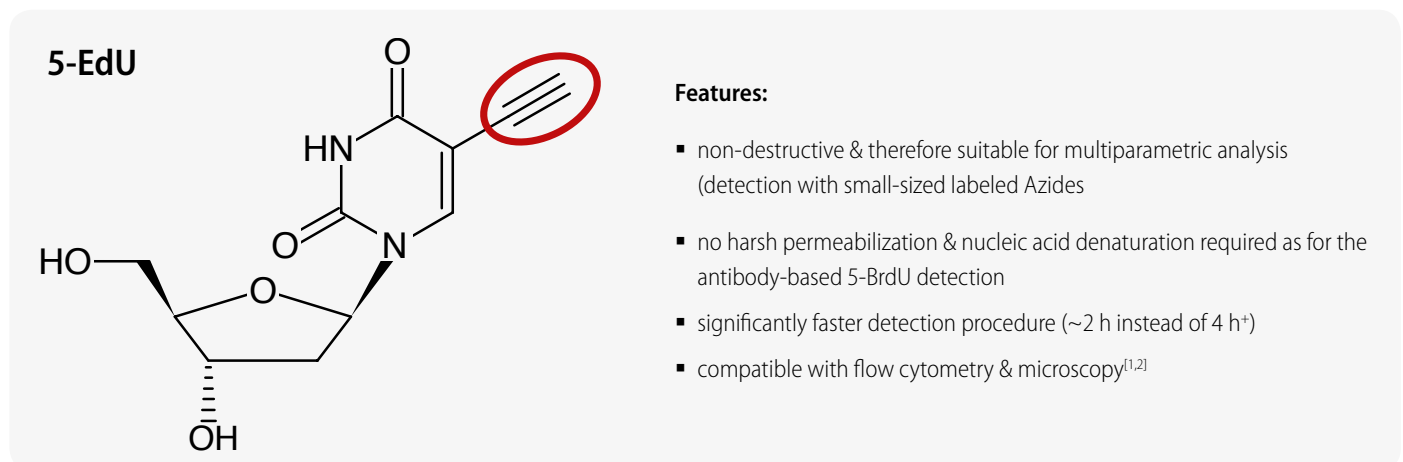 5-EdU
O
HN
O
N
HO
O
OH
Features:
▪ non-destructive & therefore suitable for multiparametric analysis
(detection with small-sized labeled Azides
▪ no harsh permeabilization & nucleic acid denaturation required as for the
antibody-based 5-BrdU detection
▪ significantly faster detection procedure (~2 h instead of 4 h⁺)
▪ compatible with flow cytometry & microscopy[1,2]